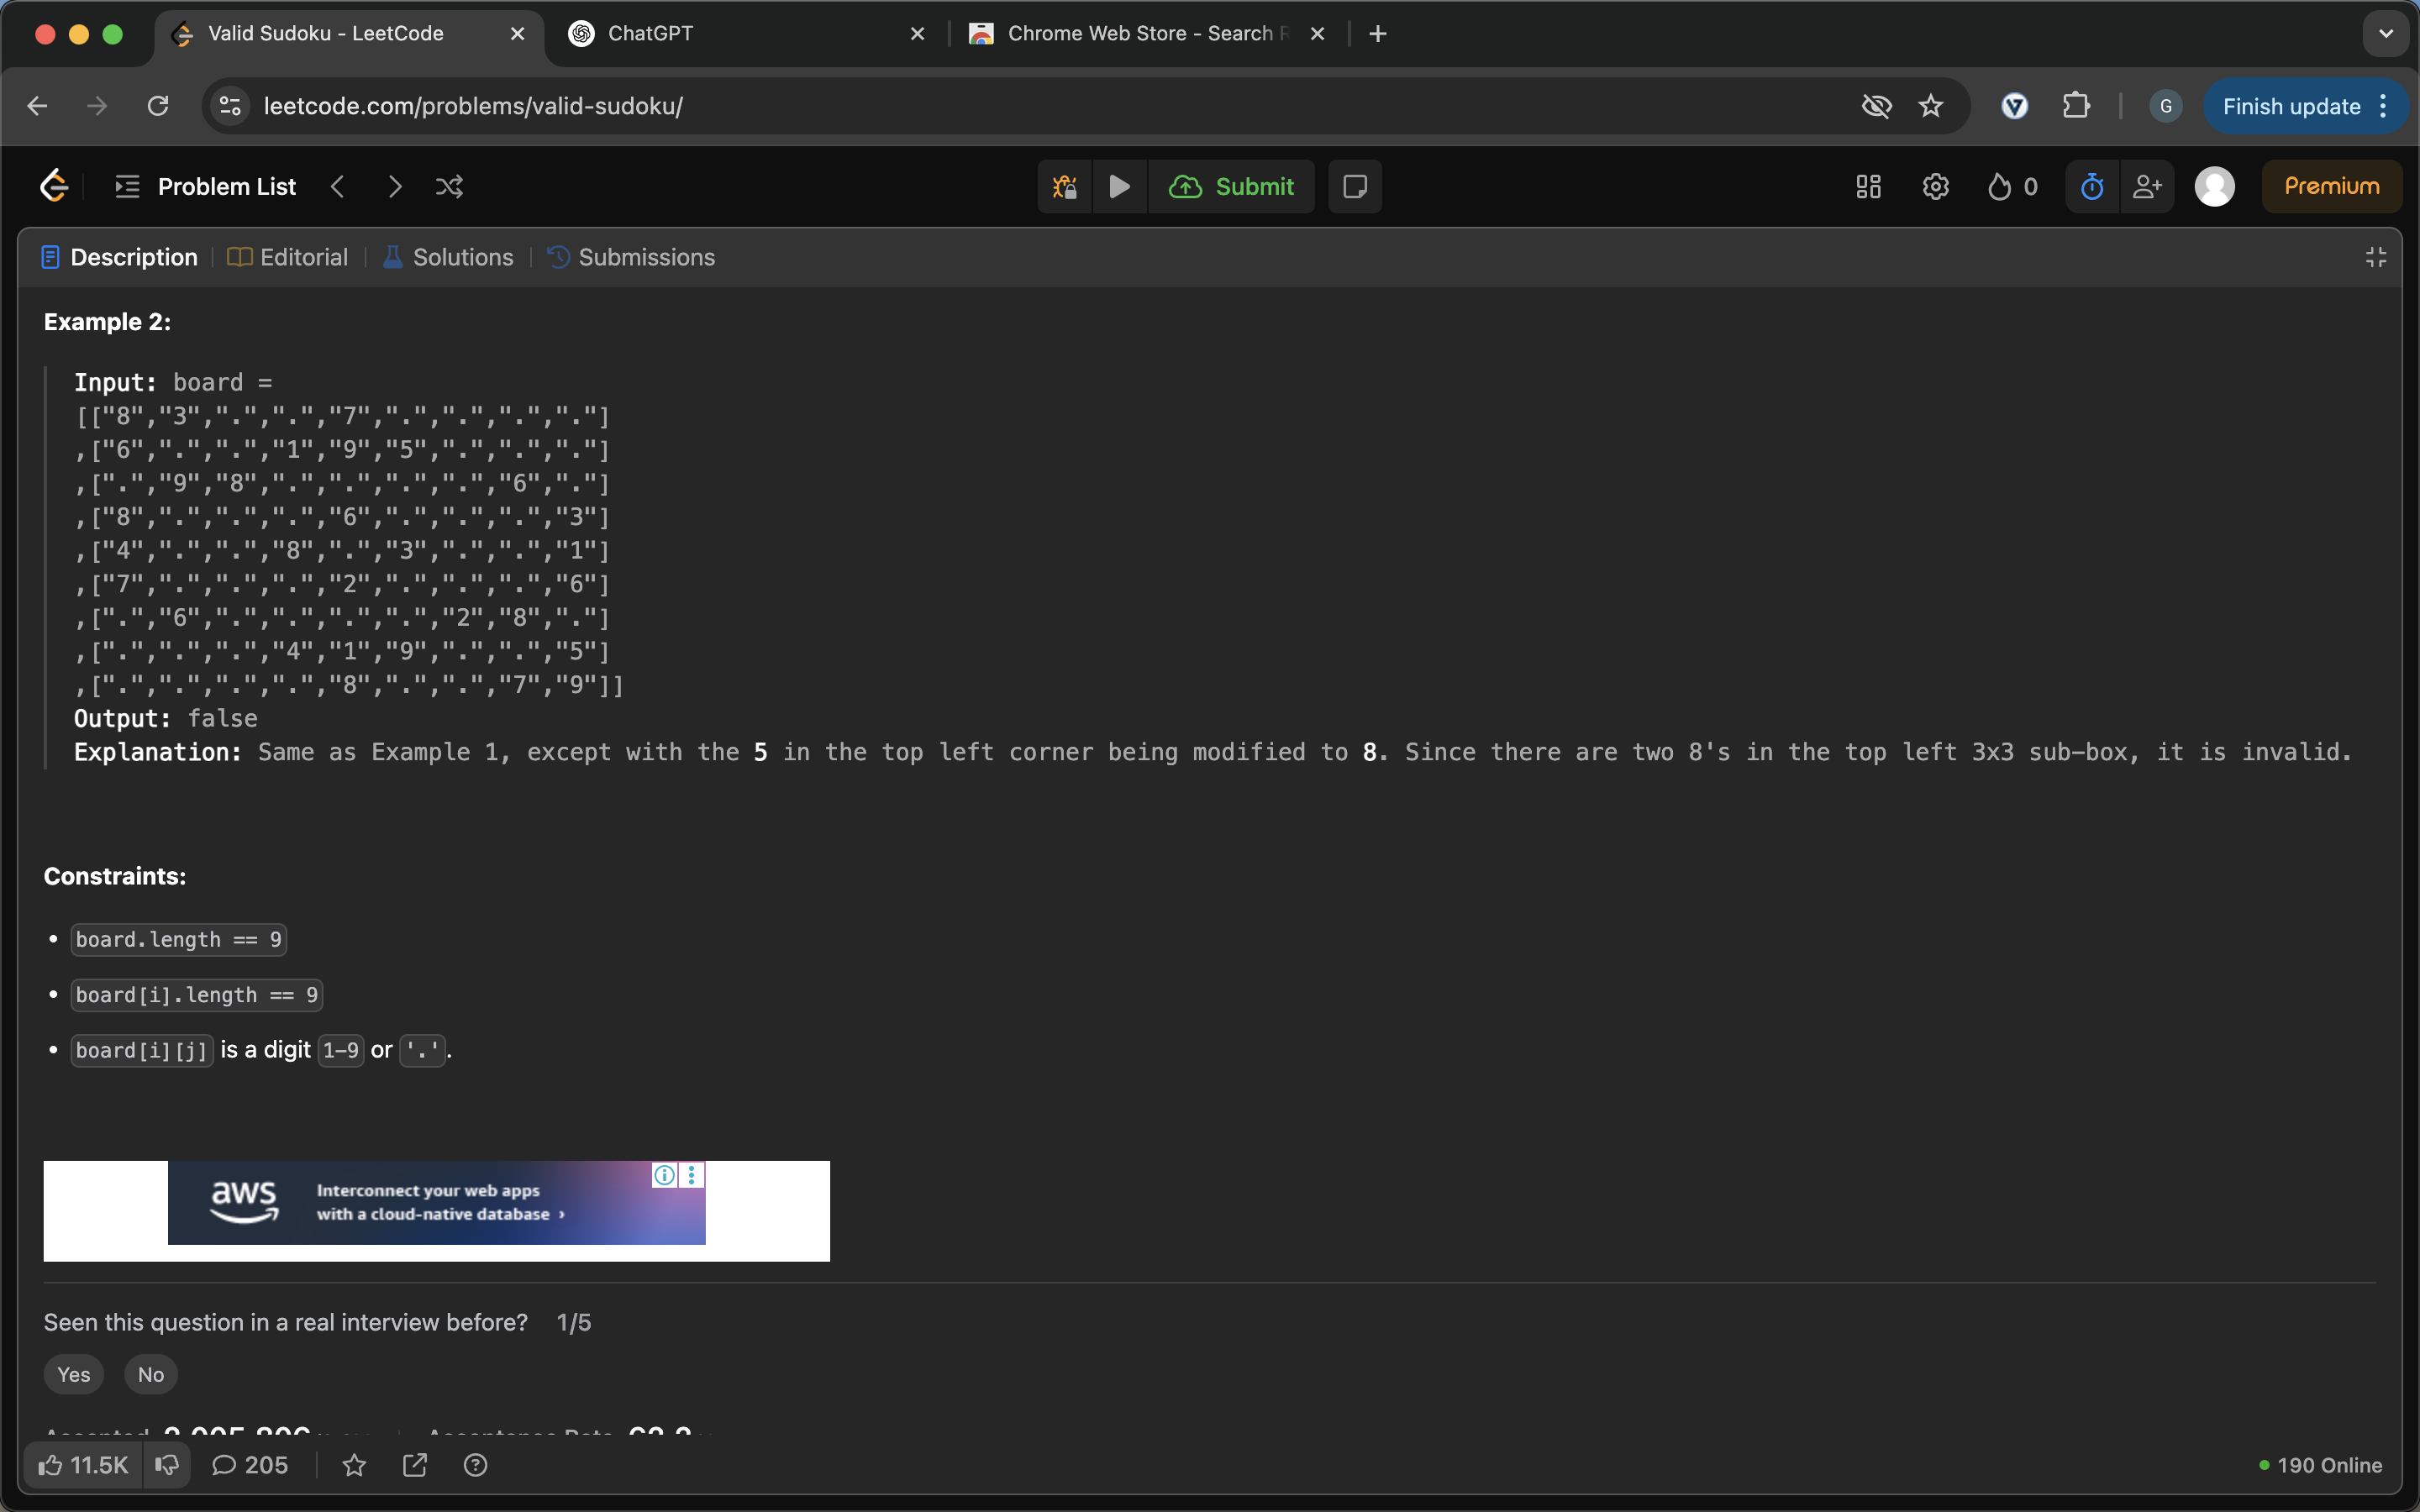 Valid Sudoku - LeetCode
ChatGPT
Chrome Web Store - Search
leetcode.com/problems/valid-sudoku/
G
Finish update
Problem List
Submit
0
Premium
Description
Editorial
Solutions
Submissions
Example 2:
Input: board =
[["8","3",".",".","7",".",".",".","."]
,["6",".",".","1","9","5",".",".","."]
,[".","9","8",".",".",".",".","6","."]
,["8",".",".",".","6",".",".",".","3"]
,["4",".",".","8",".","3",".",".","1"]
,["7",".",".",".","2",".",".",".","6"]
,[".","6",".",".",".",".","2","8","."]
,[".",".",".","4","1","9",".",".","5"]
,[".",".",".",".","8",".",".","7","9"]]
Output: false
Explanation: Same as Example 1, except with the 5 in the top left corner being modified to 8. Since there are two 8's in the top left 3x3 sub-box, it is invalid.
Constraints:
• board.length == 9
• board[i].length == 9
• board[i][j] is a digit 1-9 or '.'.
aws
Interconnect your web apps
with a cloud-native database ›
Seen this question in a real interview before? 1/5
Yes
No
11.5K
205
190 Online